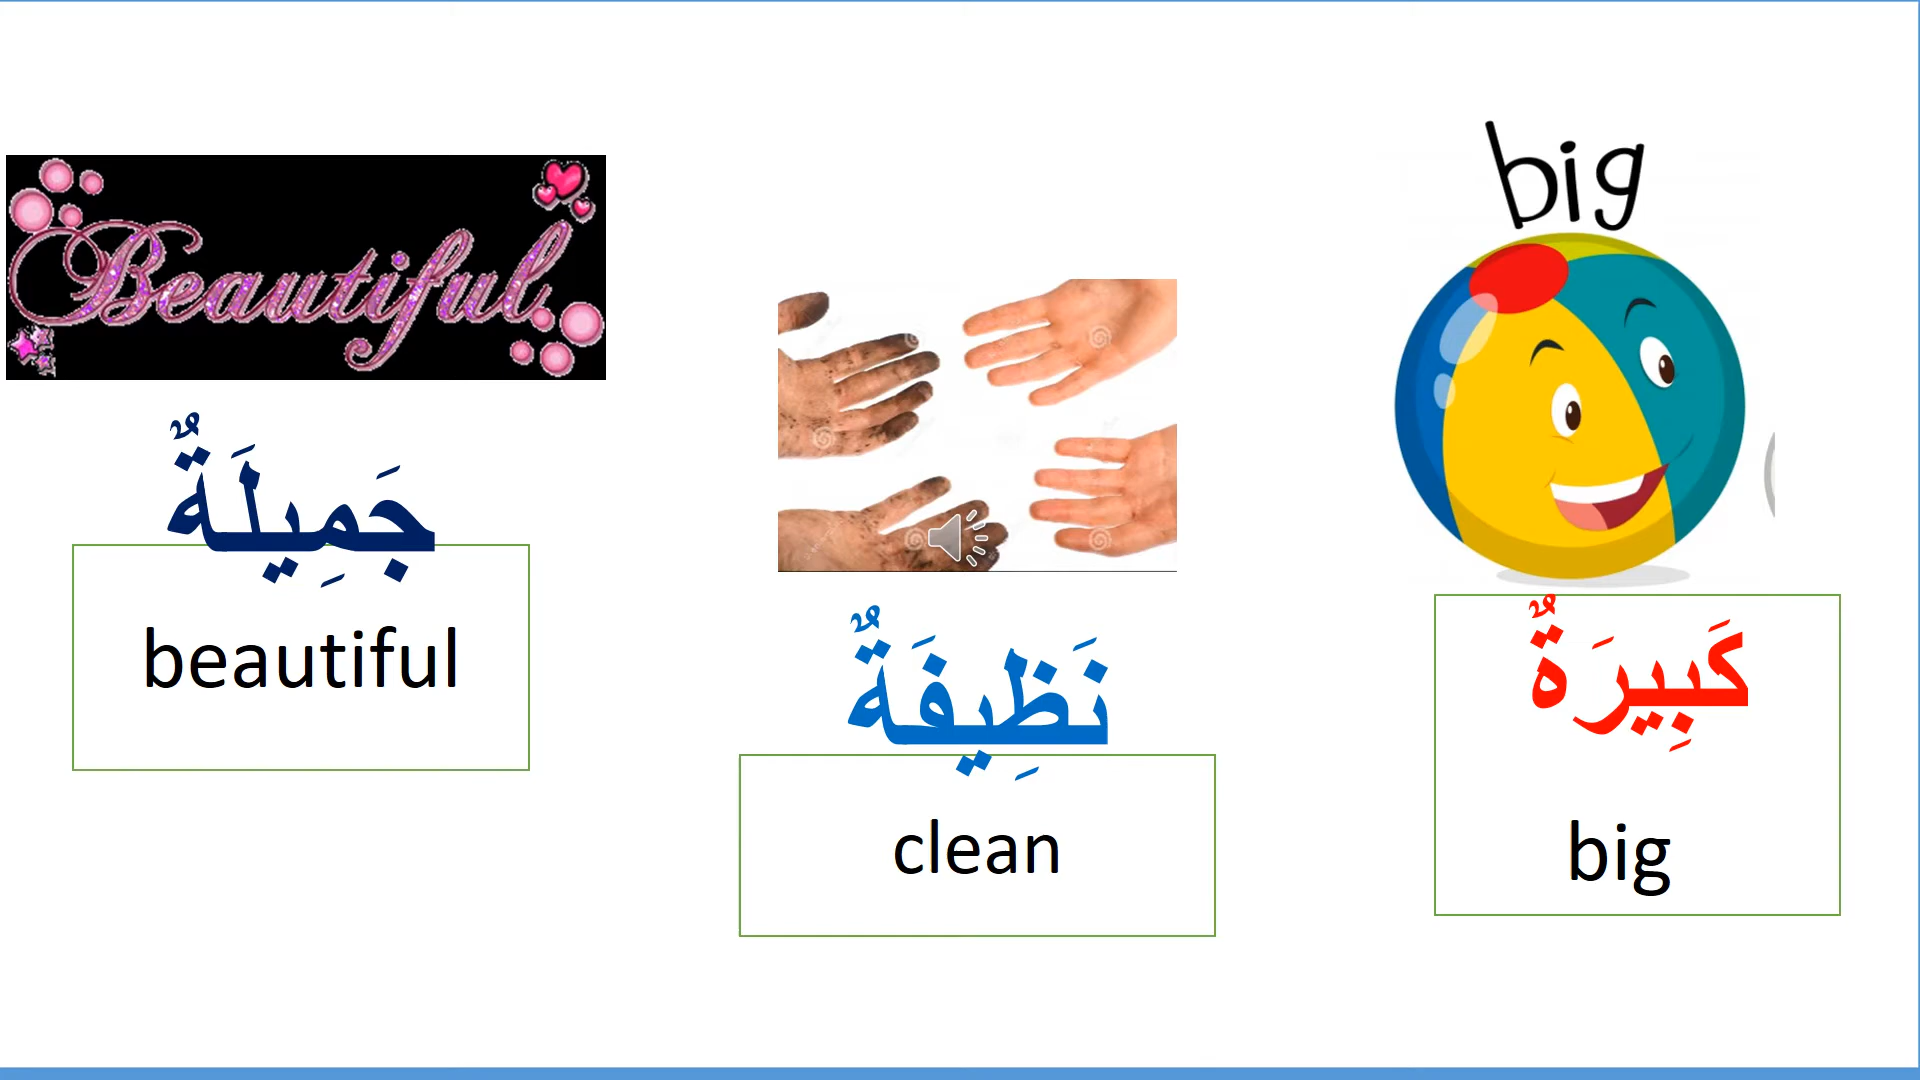 Beautiful
جَمِيلَةٌ
beautiful
نَظِيفَةٌ
clean
big
كَبِيرَةٌ
big